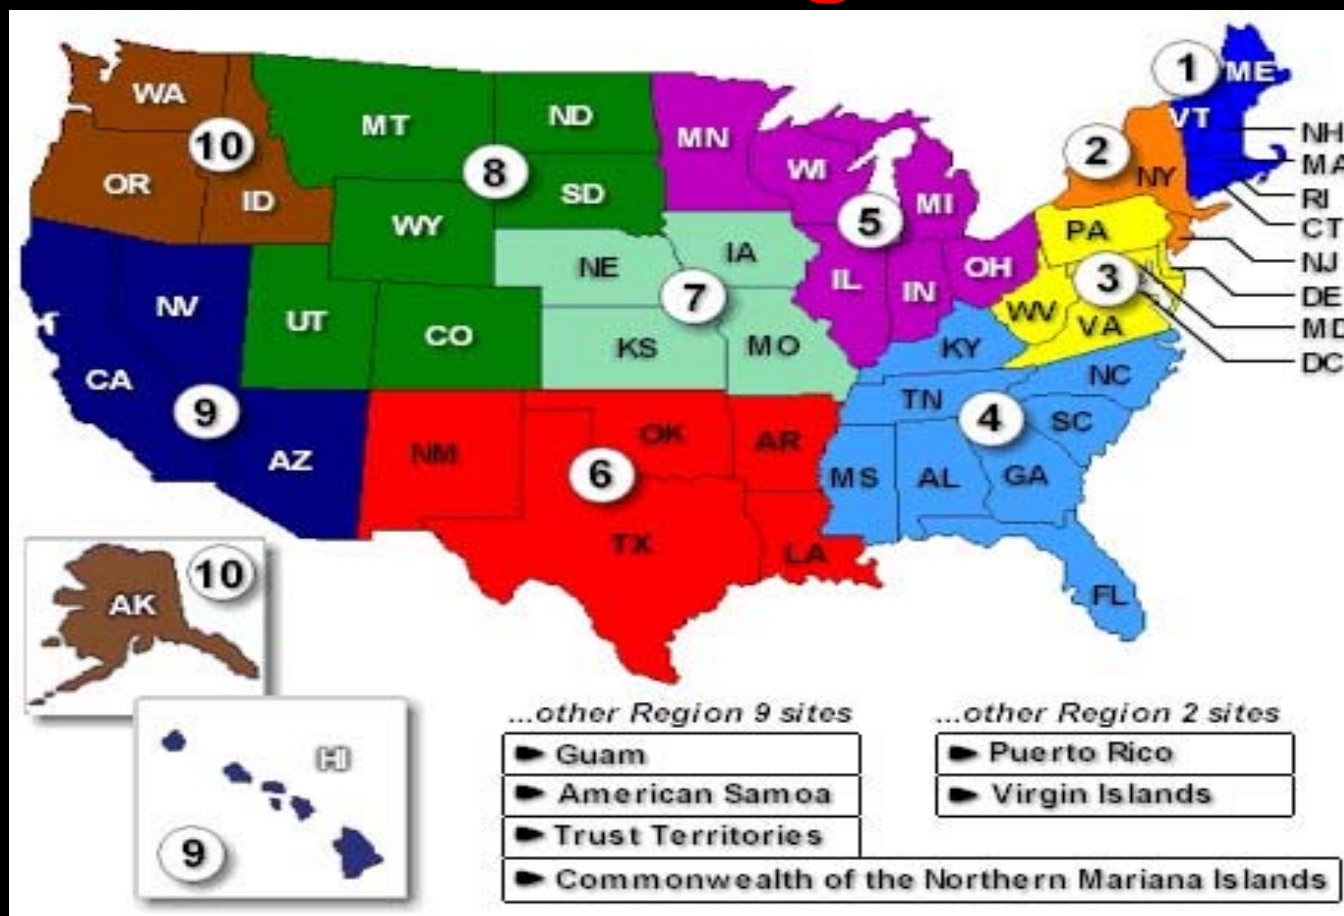 1
ME
WA
MT
ND
MN
VT
NH
10
2
WI
MA
OR
ID
8
SD
NY
MI
RI
WY
5
PA
CT
NE
IA
OH
NJ
NV
UT
7
IL
IN
3
DE
CO
WV
VA
MD
KS
MO
KY
DC
CA
NC
9
TN
4
SC
AZ
NM
OK
AR
6
MS
AL
GA
TX
LA
10
AK
FL
...other Region 9 sites
Guam
American Samoa
Trust Territories
Commonwealth of the Northern Mariana Islands
...other Region 2 sites
Puerto Rico
Virgin Islands
HI
9